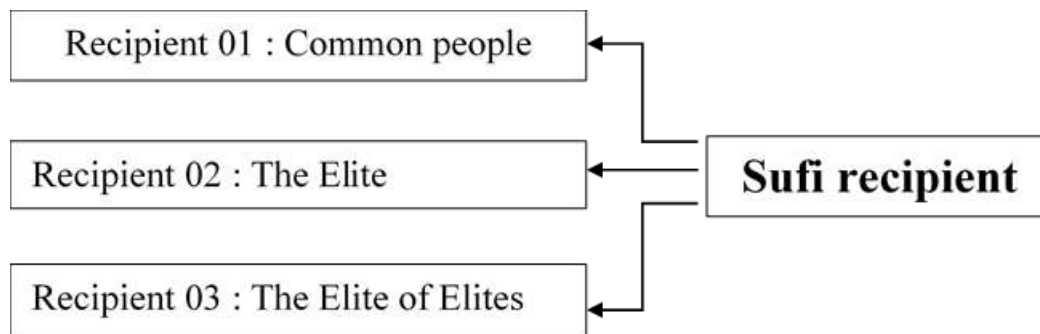 Recipient 01 : Common people
Recipient 02 : The Elite
Sufi recipient
Recipient 03 : The Elite of Elites